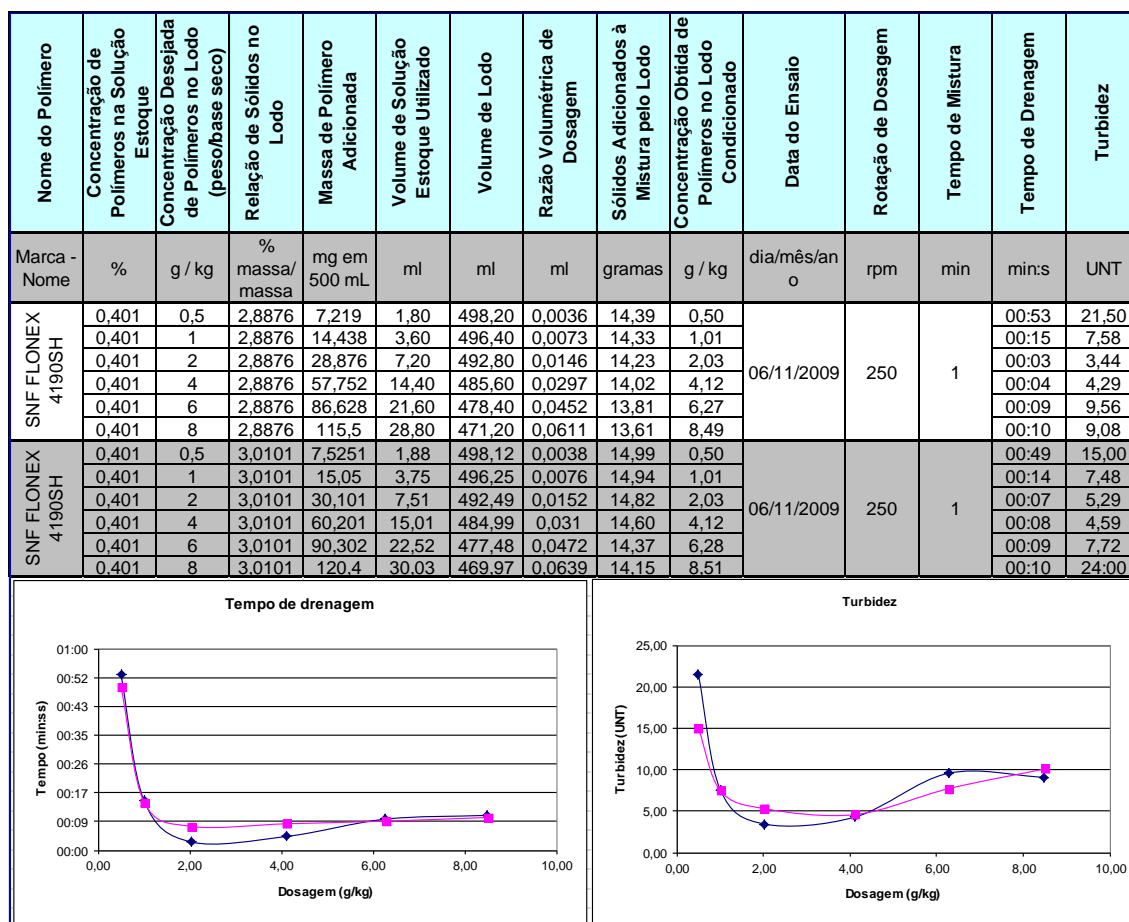 Nome do Polímero
Concentração de
Polímeros na Solução
Estoque
Concentração Desejada
de Polímeros no Lodo
(peso/base seco)
Relação de Sólidos no
Lodo
Massa de Polímero
Adicionada
Volume de Solução
Estoque Utilizado
Volume de Lodo
Razão Volumétrica de
Dosagem
Sólidos Adicionados à
Mistura pelo Lodo
Concentração Obtida de
Polímeros no Lodo
Condicionado
Data do Ensaio
Rotação de Dosagem
Tempo de Mistura
Tempo de Drenagem
Turbidez
Marca -
Nome
%
g / kg
%
massa/
massa
mg em
500 mL
ml
ml
ml
gramas
g / kg
dia/mês/an
o
rpm
min
min:s
UNT
SNF FLONEX
4190SH
0,401 0,5 2,8876 7,219 1,80 498,20 0,0036 14,39 0,50 00:53 21,50
0,401 1 2,8876 14,438 3,60 496,40 0,0073 14,33 1,01 00:15 7,58
0,401 2 2,8876 28,876 7,20 492,80 0,0146 14,23 2,03 00:03 3,44
06/11/2009 250 1
0,401 4 2,8876 57,752 14,40 485,60 0,0297 14,02 4,12 00:04 4,29
0,401 6 2,8876 86,628 21,60 478,40 0,0452 13,81 6,27 00:09 9,56
0,401 8 2,8876 115,5 28,80 471,20 0,0611 13,61 8,49 00:10 9,08
SNF FLONEX
4190SH
0,401 0,5 3,0101 7,5251 1,88 498,12 0,0038 14,99 0,50 00:49 15,00
0,401 1 3,0101 15,05 3,75 496,25 0,0076 14,94 1,01 00:14 7,48
0,401 2 3,0101 30,101 7,51 492,49 0,0152 14,82 2,03 00:07 5,29
06/11/2009 250 1
0,401 4 3,0101 60,201 15,01 484,99 0,031 14,60 4,12 00:08 4,59
0,401 6 3,0101 90,302 22,52 477,48 0,0472 14,37 6,28 00:09 7,72
0,401 8 3,0101 120,4 30,03 469,97 0,0639 14,15 8,51 00:10 24:00
Tempo de drenagem
Tempo (min:ss)
01:00
00:52
00:43
00:35
00:26
00:17
00:09
00:00
0,00 2,00 4,00 6,00 8,00 10,00
Dosagem (g/kg)
Turbidez
Turbidez (UNT)
25,00
20,00
15,00
10,00
5,00
0,00
0,00 2,00 4,00 6,00 8,00 10,00
Dosagem (g/kg)